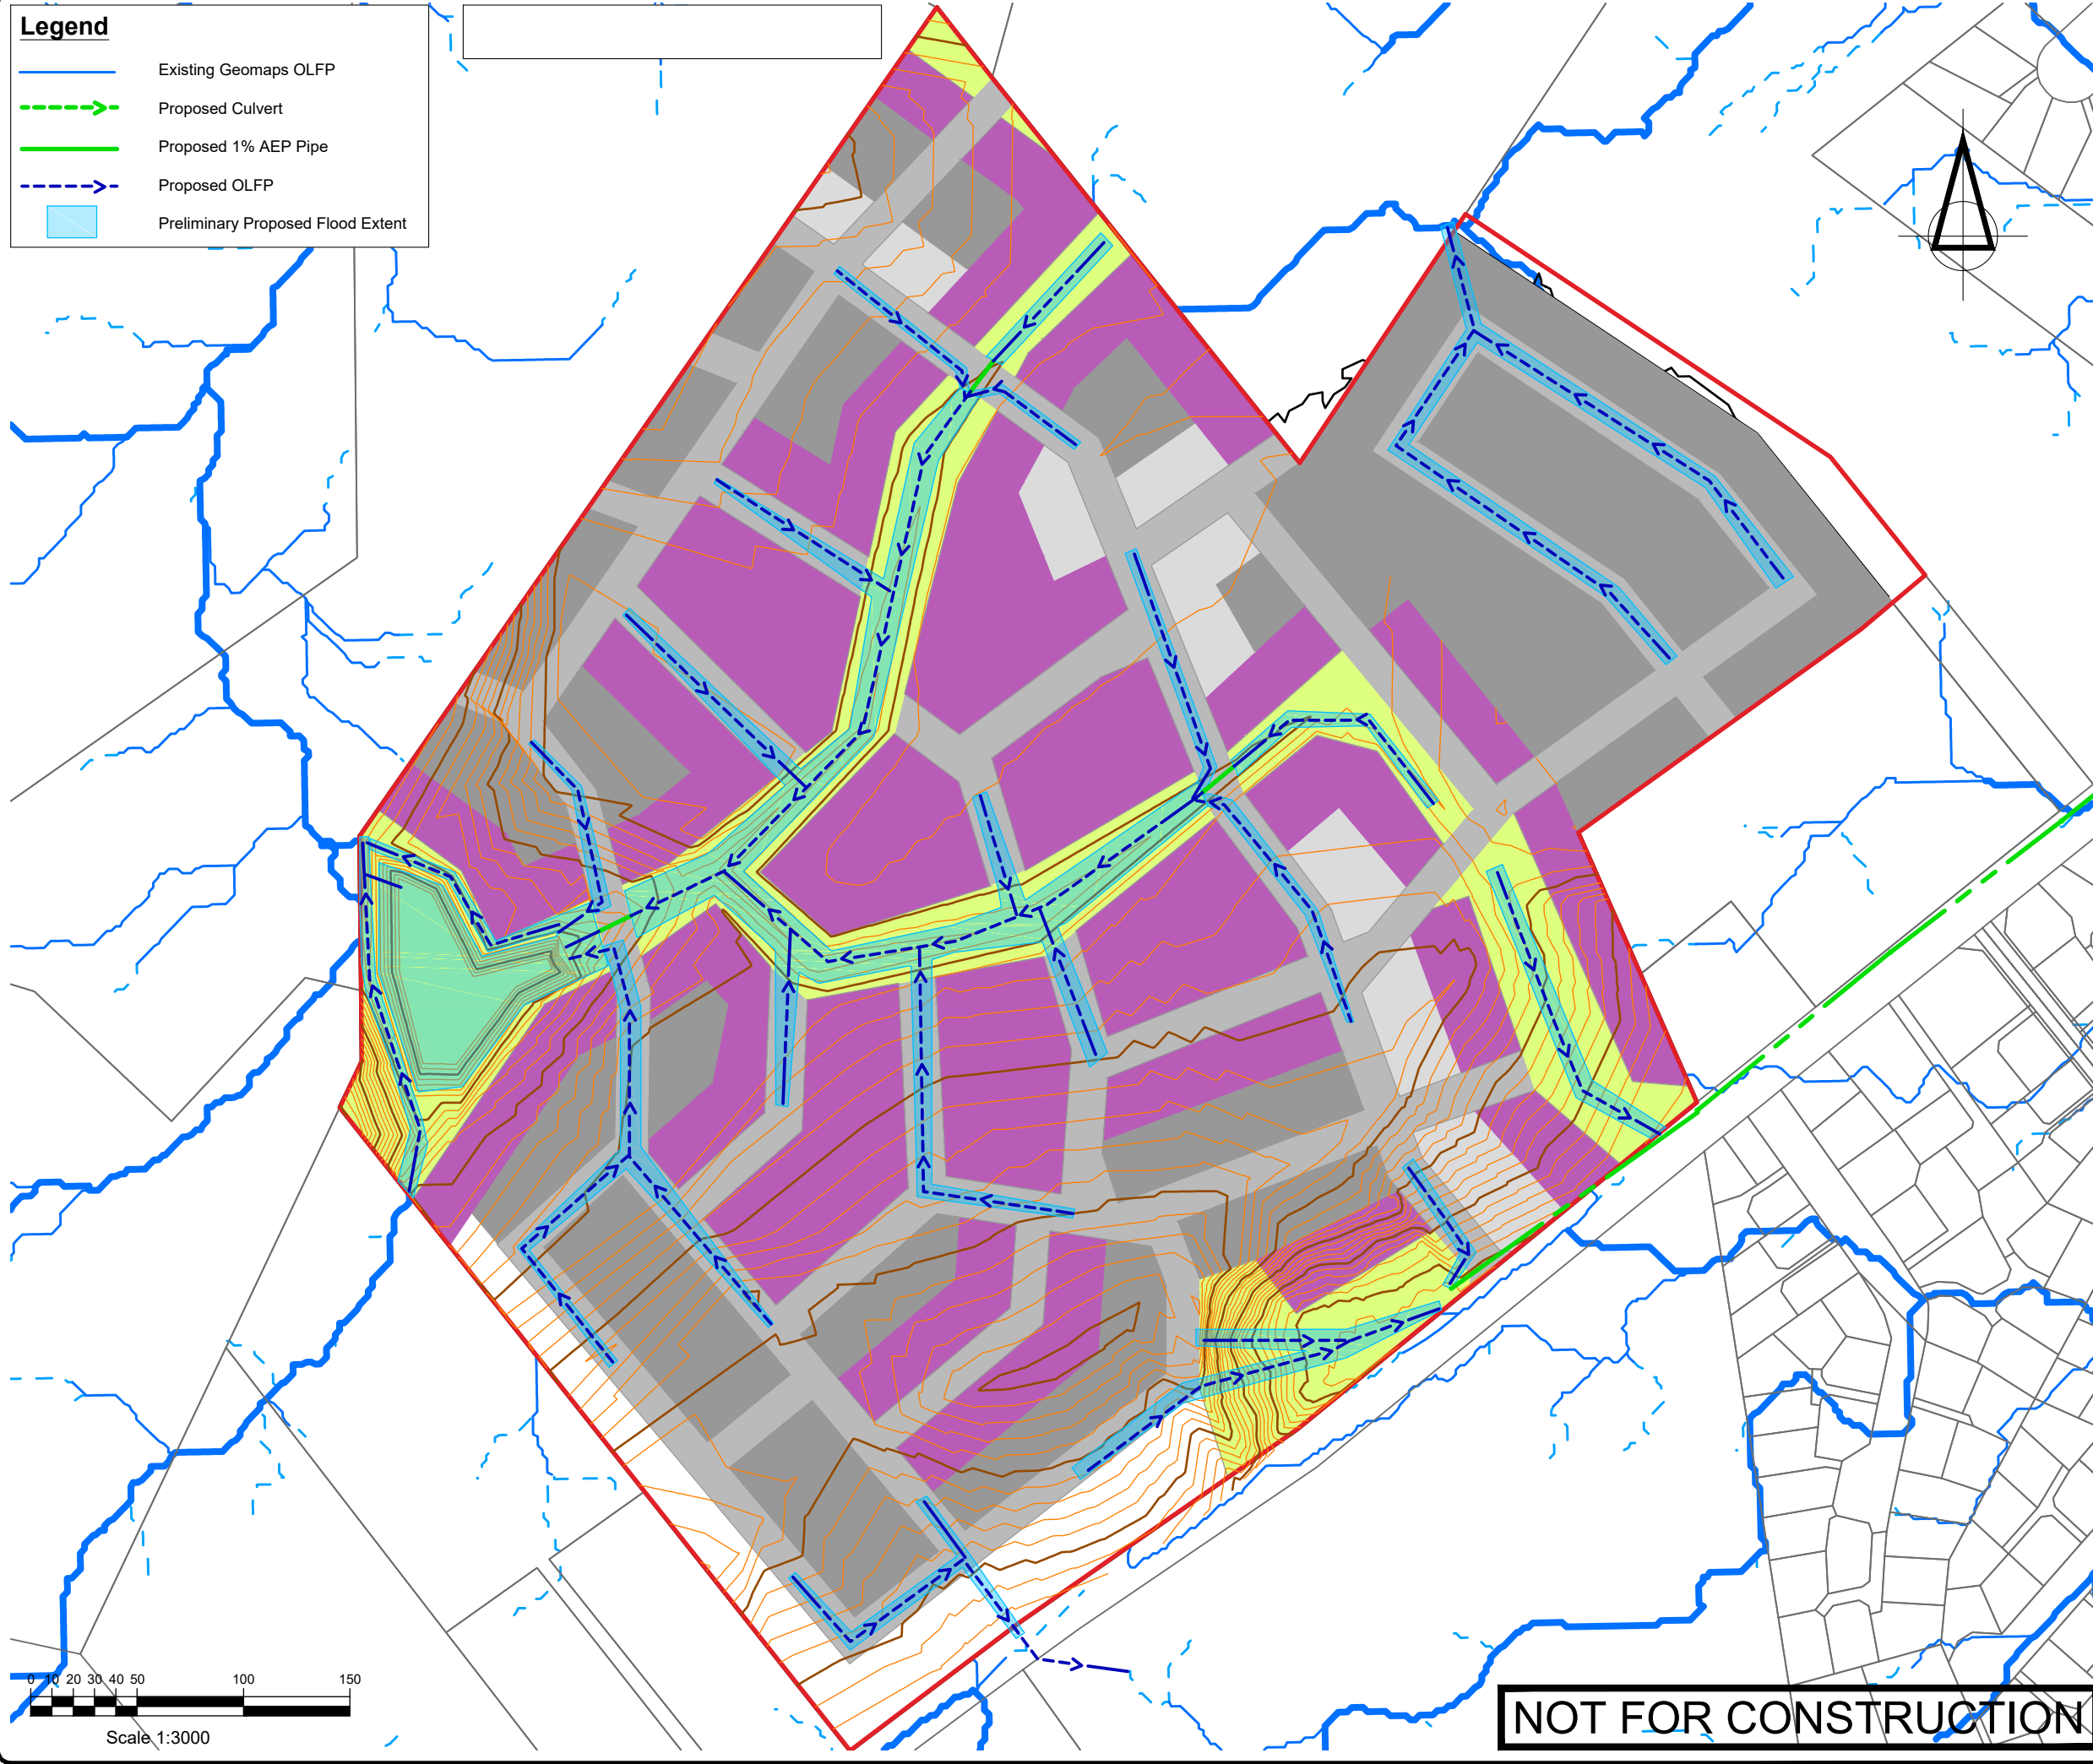 Legend
Existing Geomaps OLFP
Proposed Culvert
Proposed 1% AEP Pipe
Proposed OLFP
Preliminary Proposed Flood Extent
0 10 20 30 40 50 100 150
Scale 1:3000
NOT FOR CONSTRUCTION